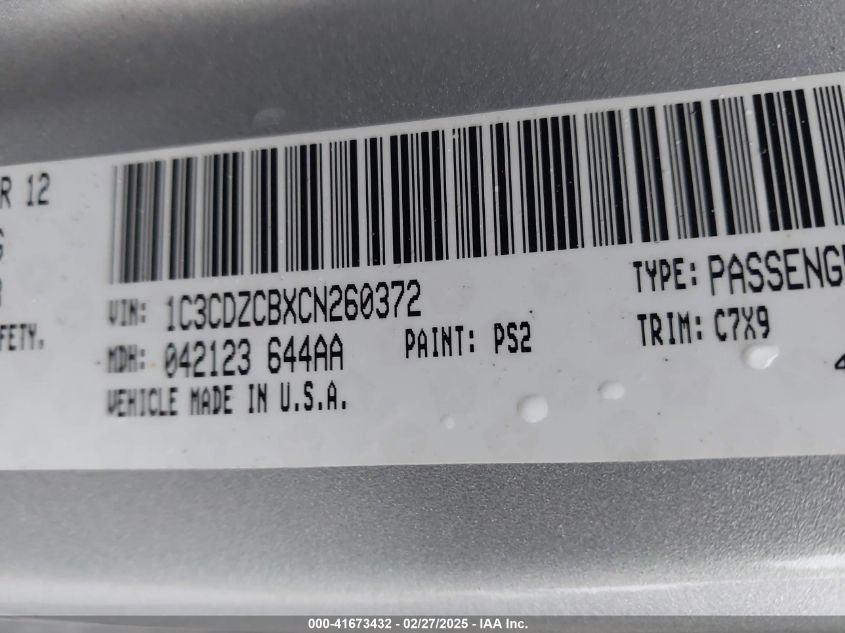 R 12
FETY,
VIN: 1C3CDZCBXCN260372
TYPE: PASSENG
MDH: 042123 644AA
PAINT: PS2
TRIM: C7X9
VEHICLE MADE IN U.S.A.
000-41673432 - 02/27/2025 - IAA Inc.